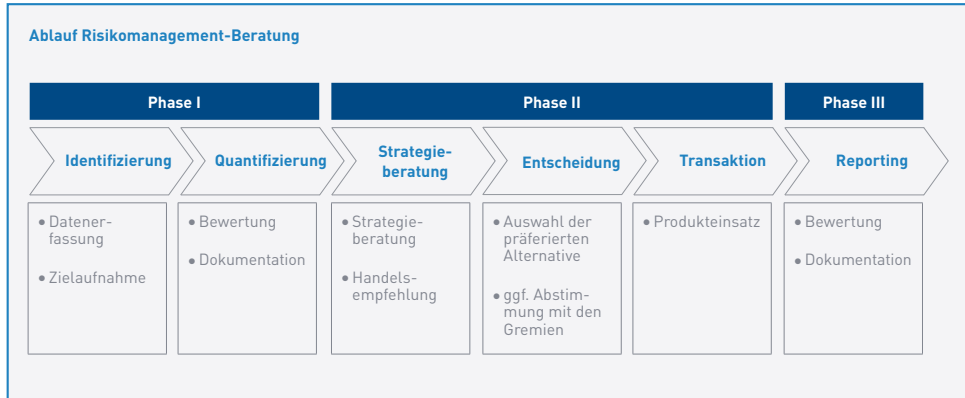 Ablauf Risikomanagement-Beratung
Phase I
Phase II
Phase III
Identifizierung
Quantifizierung
Strategie-
beratung
Entscheidung
Transaktion
Reporting
• Datener-
fassung
• Zielaufnahme
• Bewertung
• Dokumentation
• Strategie-
beratung
• Handels-
empfehlung
• Auswahl der
präferierten
Alternative
• ggf. Abstim-
mung mit den
Gremien
• Produkteinsatz
• Bewertung
• Dokumentation